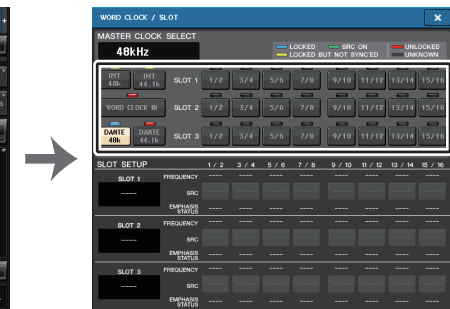 WORD CLOCK / SLOT
MASTER CLOCK SELECT
48kHz
LOCKED SRC ON UNLOCKED
LOCKED BUT NOT SYNC'ED UNKNOWN
INT 48k INT 44.1k SLOT 1 1/2 3/4 5/6 7/8 9/10 11/12 13/14 15/16
WORD CLOCK IN SLOT 2 1/2 3/4 5/6 7/8 9/10 11/12 13/14 15/16
DANTE 48k DANTE 44.1k SLOT 3 1/2 3/4 5/6 7/8 9/10 11/12 13/14 15/16
SLOT SETUP 1 / 2 3 / 4 5 / 6 7 / 8 9 / 10 11 / 12 13 / 14 15 / 16
SLOT 1 FREQUENCY ---- ---- ---- ---- ---- ---- ---- ----
---- SRC
EMPHASIS STATUS ---- ---- ---- ---- ---- ---- ---- ----
SLOT 2 FREQUENCY ---- ---- ---- ---- ---- ---- ---- ----
---- SRC
EMPHASIS STATUS ---- ---- ---- ---- ---- ---- ---- ----
SLOT 3 FREQUENCY ---- ---- ---- ---- ---- ---- ---- ----
---- SRC
EMPHASIS STATUS ---- ---- ---- ---- ---- ---- ---- ----